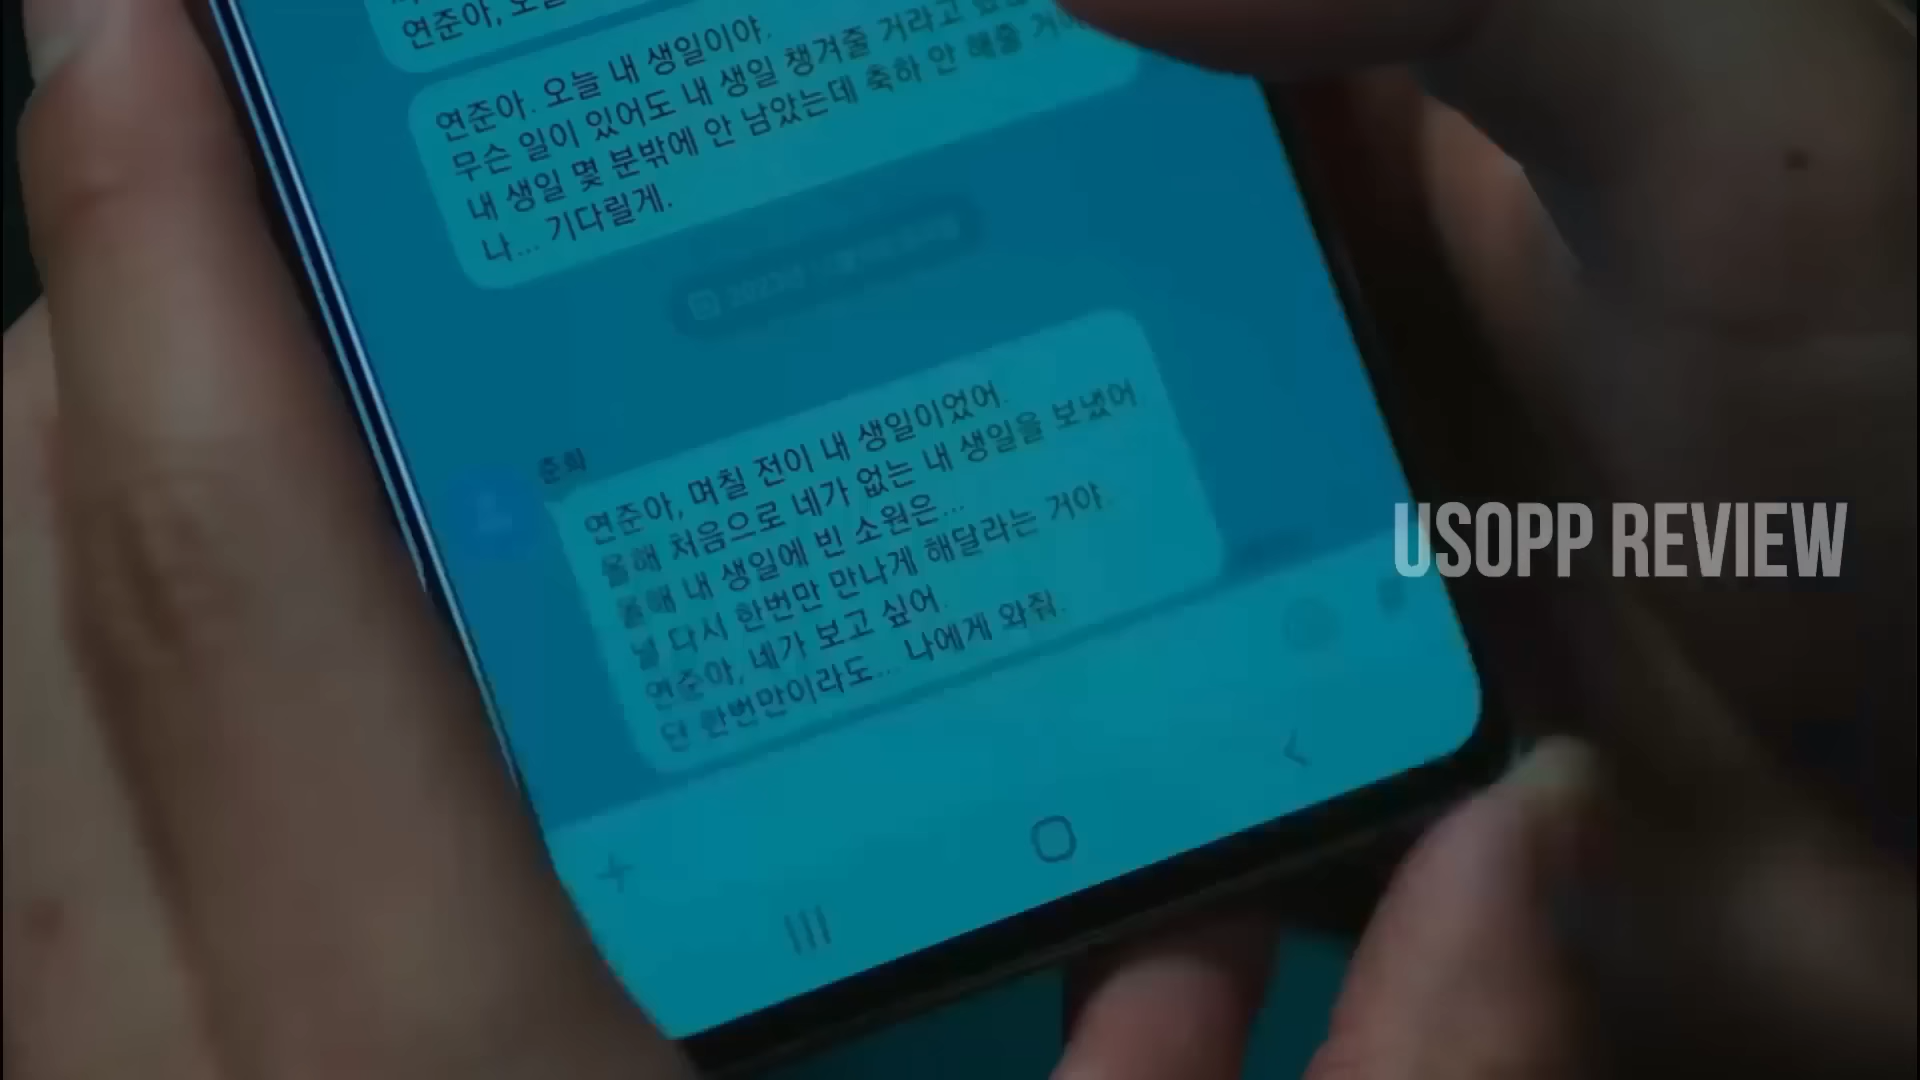 연준아, 오늘
연준아. 오늘 내 생일이야.
무슨 일이 있어도 내 생일 챙겨줄 거라고
내 생일 몇 분밖에 안 남았는데 축하 안 해줄 거야
나... 기다릴게.
준희
연준아, 며칠 전이 내 생일이었어.
올해 처음으로 네가 없는 내 생일을 보냈어.
올해 내 생일에 빈 소원은...
널 다시 한번만 만나게 해달라는 거야.
연준아, 네가 보고 싶어.
단 한번만이라도... 나에게 와줘.
USOPP REVIEW